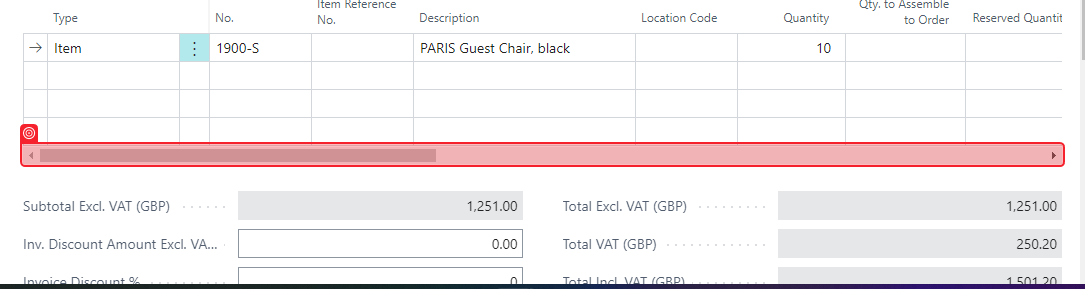 Type No. Item Reference No. Description Location Code Quantity Qty. to Assemble to Order Reserved Quantit
Item 1900-S PARIS Guest Chair, black 10
Subtotal Excl. VAT (GBP) 1,251.00 Total Excl. VAT (GBP) 1,251.00
Inv. Discount Amount Excl. VA... 0.00 Total VAT (GBP) 250.20
Invoice Discount % 0 Total Incl. VAT (GBP) 1,501.20